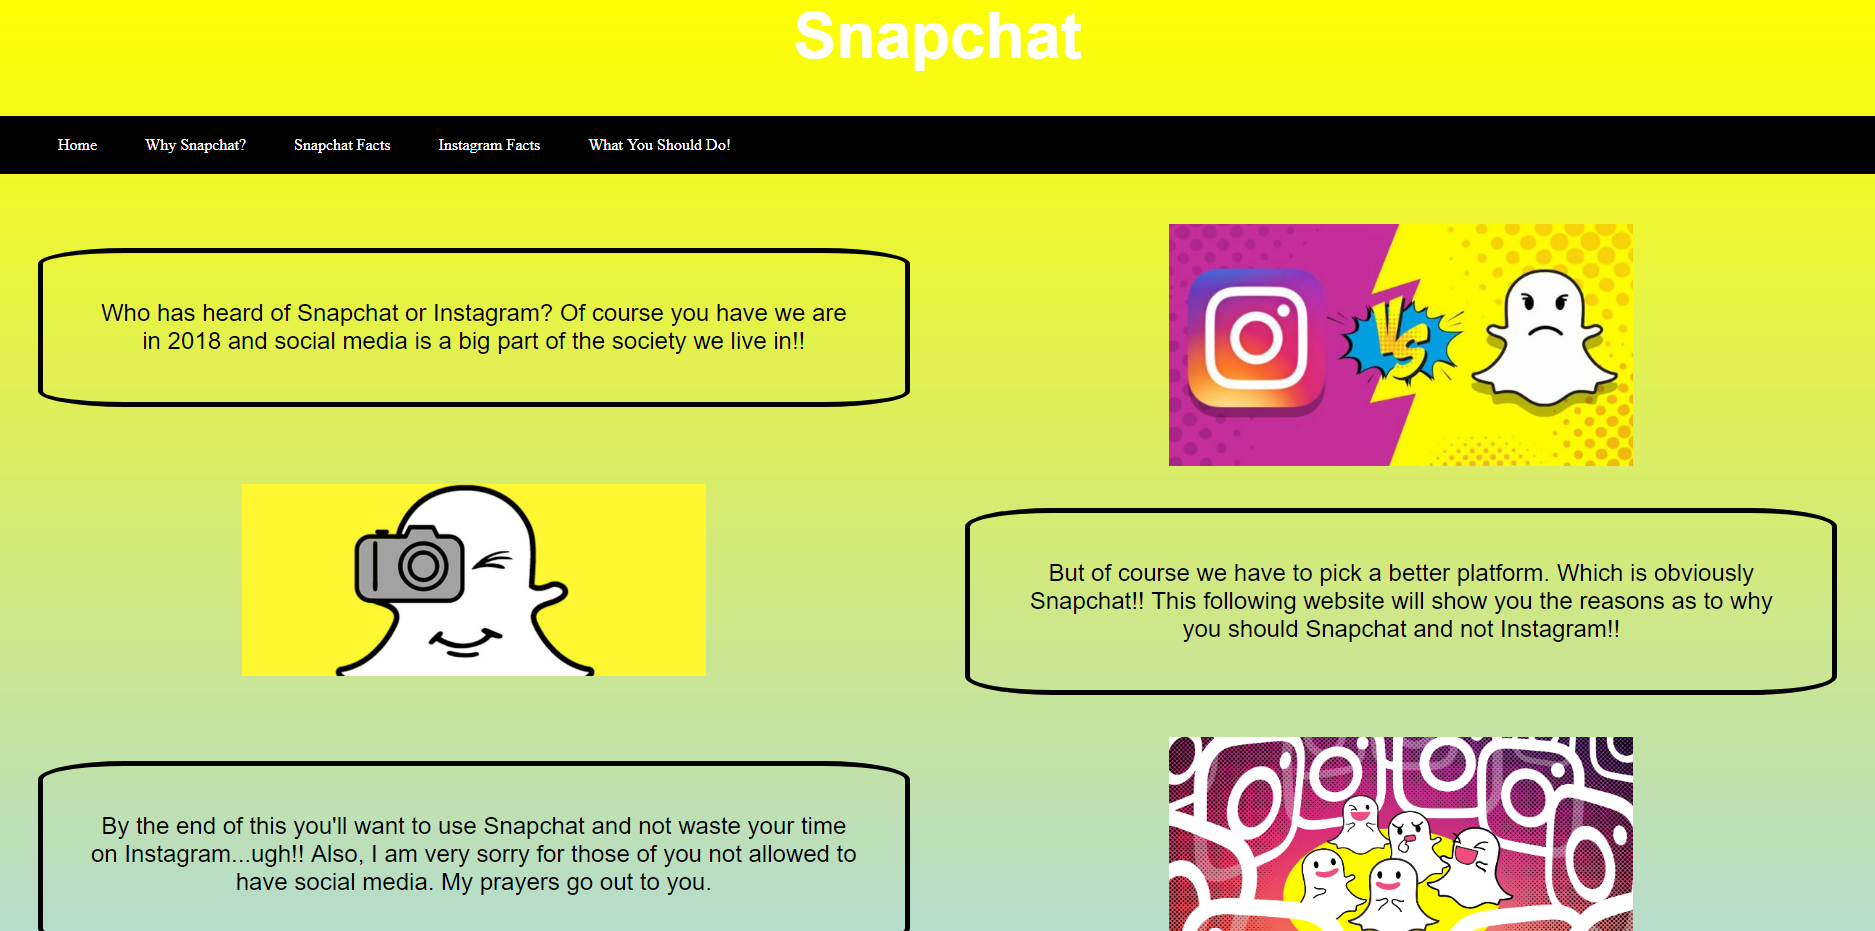 Snapchat
Home Why Snapchat? Snapchat Facts Instagram Facts What You Should Do!
Who has heard of Snapchat or Instagram? Of course you have we are
in 2018 and social media is a big part of the society we live in!!
VS
But of course we have to pick a better platform. Which is obviously
Snapchat!! This following website will show you the reasons as to why
you should Snapchat and not Instagram!!
By the end of this you'll want to use Snapchat and not waste your time
on Instagram...ugh!! Also, I am very sorry for those of you not allowed to
have social media. My prayers go out to you.